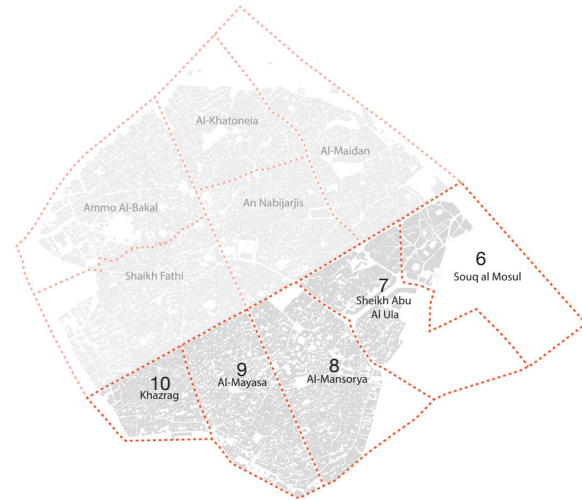 Al-Khatoneia
Al-Maidan
Ammo Al-Bakal
An Nabijarjis
Shaikh Fathi
6
Souq al Mosul
7
Sheikh Abu
Al Ula
8
Al-Mansorya
9
Al-Mayasa
10
Khazrag